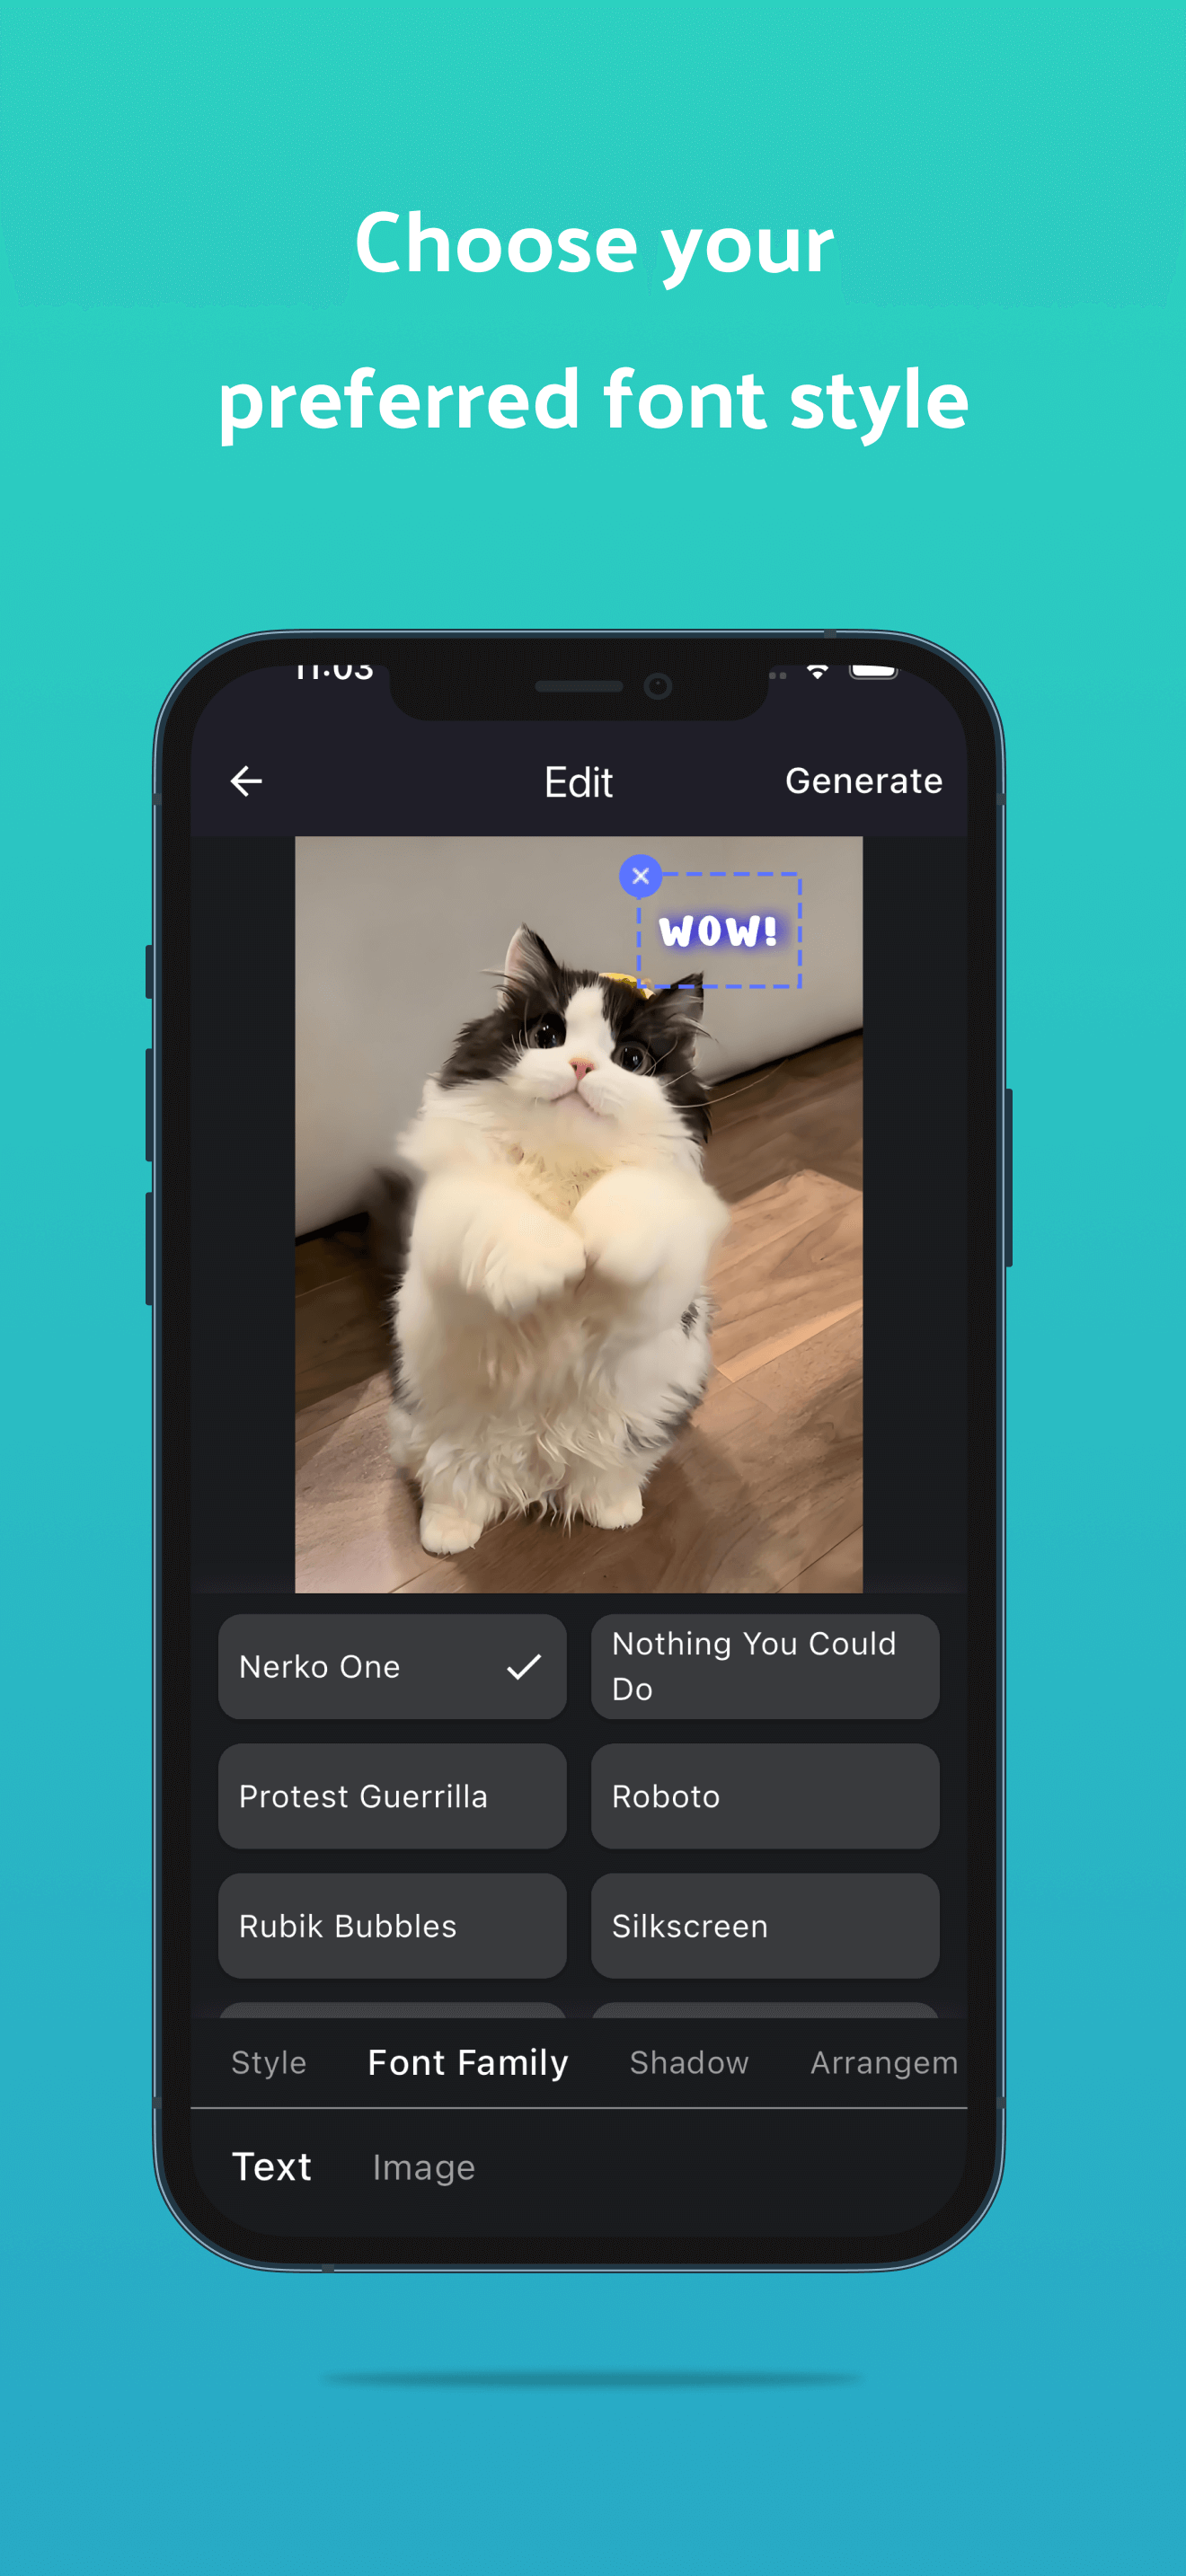 Choose your
preferred font style
11:03
Edit
Generate
WOW!
Nerko One
Nothing You Could
Do
Protest Guerrilla
Roboto
Rubik Bubbles
Silkscreen
Style
Font Family
Shadow
Arrangem
Text
Image